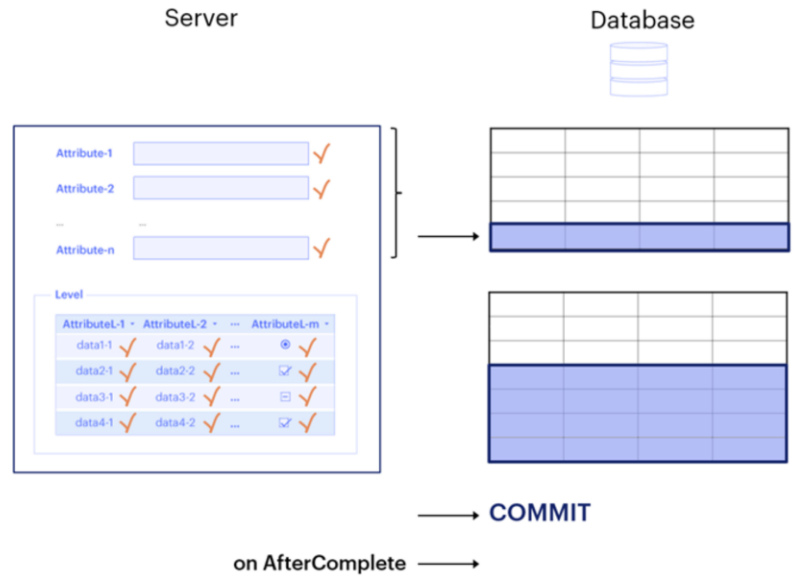 Server
Database
Attribute-1
Attribute-2
... ...
Attribute-n
Level
AttributeL-1 AttributeL-2 ... AttributeL-m
data1-1 data1-2 ...
data2-1 data2-2 ...
data3-1 data3-2 ...
data4-1 data4-2 ...
COMMIT
on AfterComplete